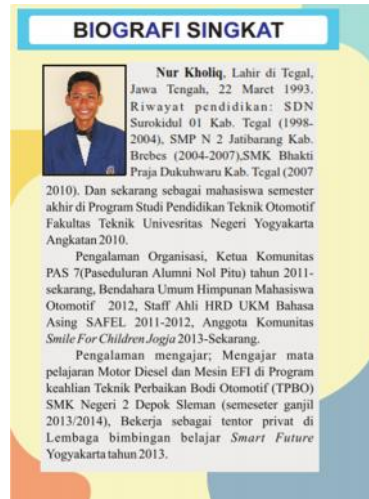 BIOGRAFI SINGKAT
Nur Kholiq, Lahir di Tegal,
Jawa Tengah, 22 Maret 1993.
Riwayat pendidikan: SDN
Surokidul 01 Kab. Tegal (1998-
2004), SMP N 2 Jatibarang Kab.
Brebes (2004-2007),SMK Bhakti
Praja Dukuhwaru Kab. Tegal (2007
2010). Dan sekarang sebagai mahasiswa semester
akhir di Program Studi Pendidikan Teknik Otomotif
Fakultas Teknik Univesritas Negeri Yogyakarta
Angkatan 2010.
Pengalaman Organisasi, Ketua Komunitas
PAS 7(Paseduluran Alumni Nol Pitu) tahun 2011-
sekarang, Bendahara Umum Himpunan Mahasiswa
Otomotif 2012, Staff Ahli HRD UKM Bahasa
Asing SAFEL 2011-2012, Anggota Komunitas
Smile For Children Jogja 2013-Sekarang.
Pengalaman mengajar; Mengajar mata
pelajaran Motor Diesel dan Mesin EFI di Program
keahlian Teknik Perbaikan Bodi Otomotif (TPBO)
SMK Negeri 2 Depok Sleman (semeseter ganjil
2013/2014), Bekerja sebagai tentor privat di
Lembaga bimbingan belajar Smart Future
Yogyakarta tahun 2013.